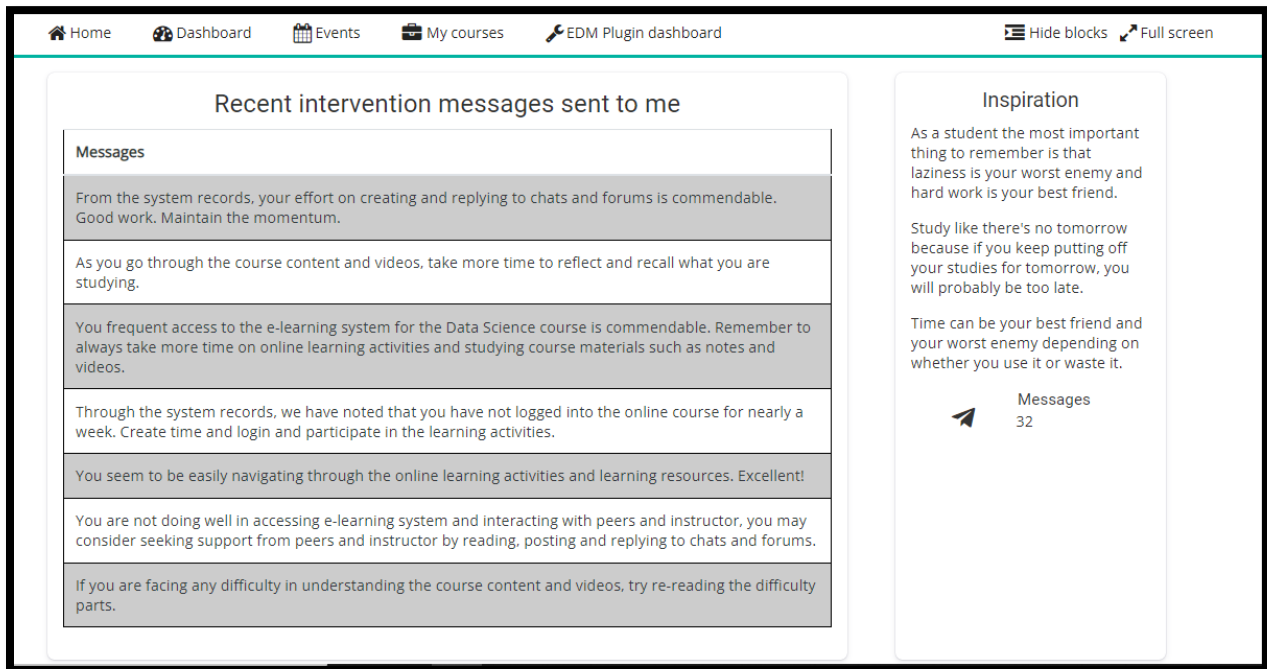 Home Dashboard Events My courses EDM Plugin dashboard Hide blocks Full screen
Recent intervention messages sent to me
Messages
From the system records, your effort on creating and replying to chats and forums is commendable.
Good work. Maintain the momentum.
As you go through the course content and videos, take more time to reflect and recall what you are
studying.
You frequent access to the e-learning system for the Data Science course is commendable. Remember to
always take more time on online learning activities and studying course materials such as notes and
videos.
Through the system records, we have noted that you have not logged into the online course for nearly a
week. Create time and login and participate in the learning activities.
You seem to be easily navigating through the online learning activities and learning resources. Excellent!
You are not doing well in accessing e-learning system and interacting with peers and instructor, you may
consider seeking support from peers and instructor by reading, posting and replying to chats and forums.
If you are facing any difficulty in understanding the course content and videos, try re-reading the difficulty
parts.
Inspiration
As a student the most important
thing to remember is that
laziness is your worst enemy and
hard work is your best friend.
Study like there's no tomorrow
because if you keep putting off
your studies for tomorrow, you
will probably be too late.
Time can be your best friend and
your worst enemy depending on
whether you use it or waste it.
Messages
32